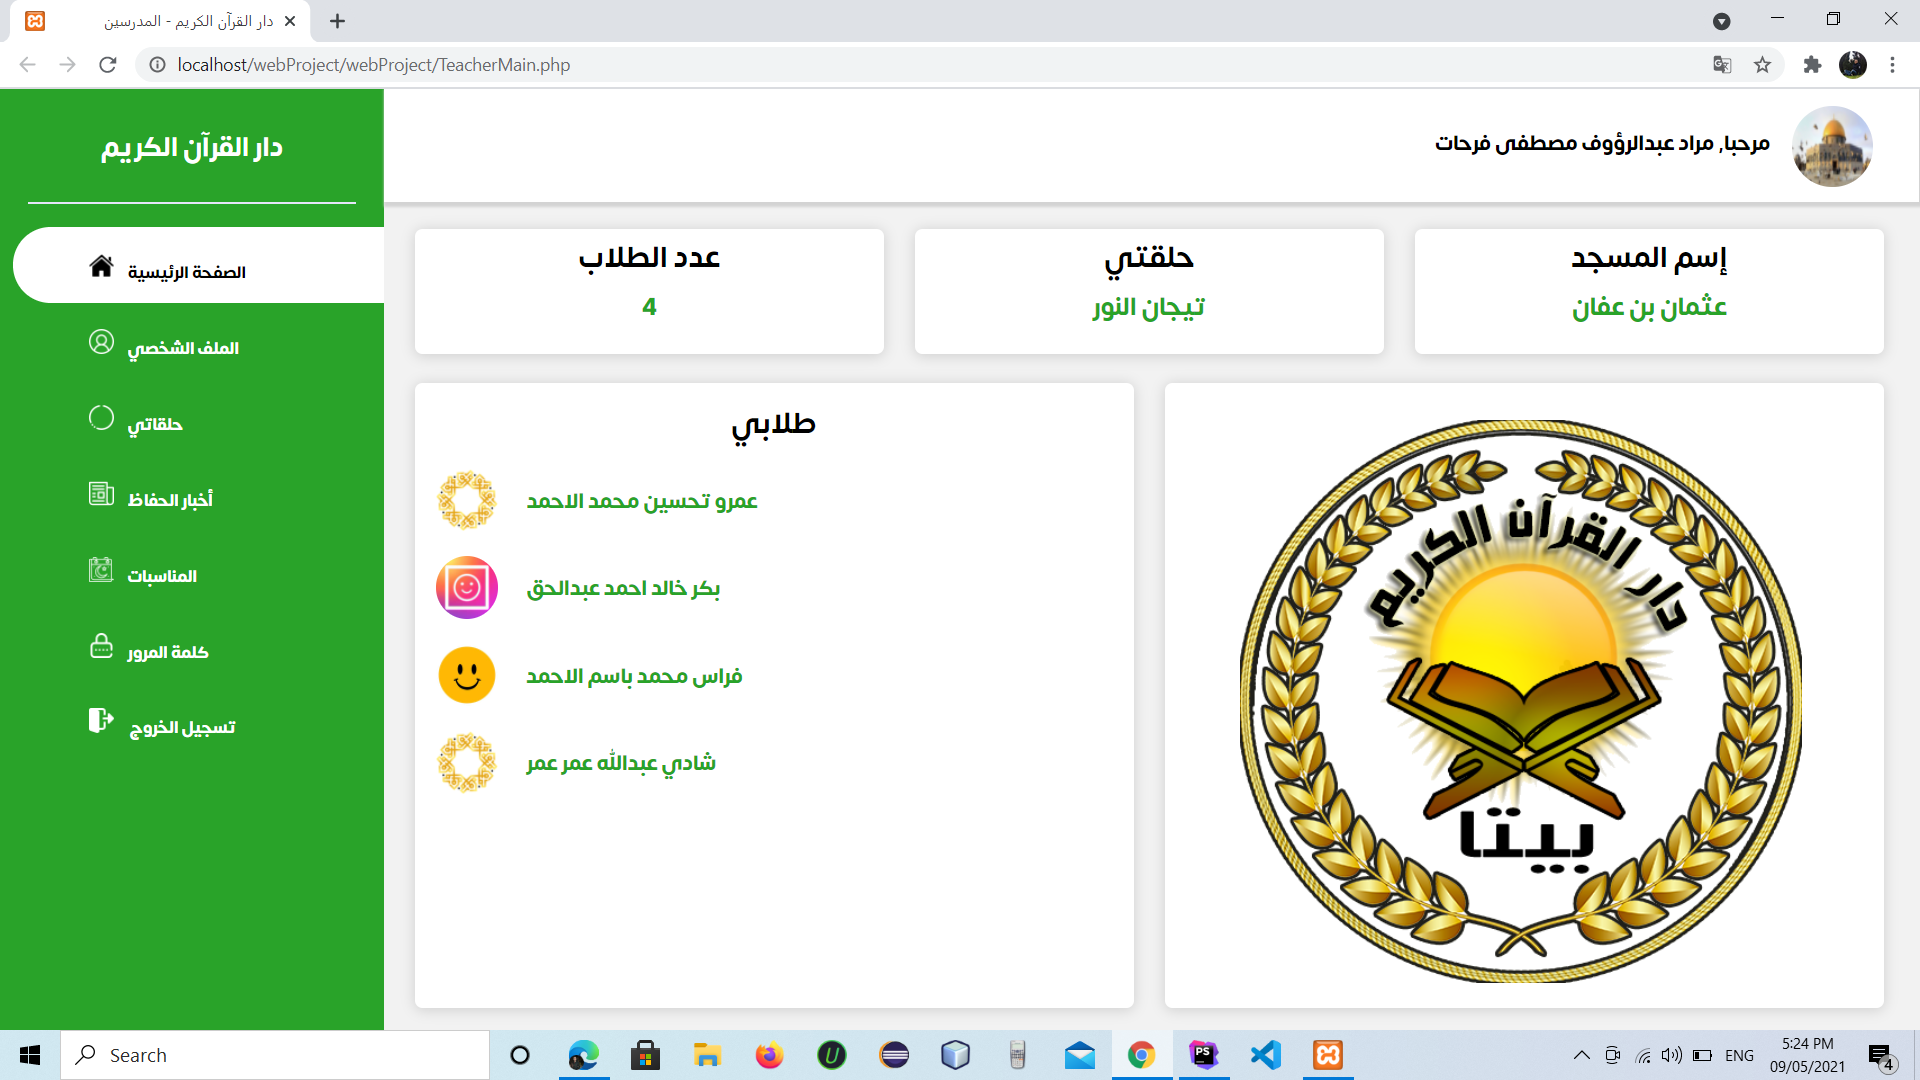 دار القرآن الكريم - المدرسين
localhost/webProject/webProject/TeacherMain.php
دار القرآن الكريم
مرحبا, مراد عبدالرؤوف مصطفى فرحات
الصفحة الرئيسية
الملف الشخصي
حلقاتي
أخبار الحفاظ
المناسبات
كلمة المرور
تسجيل الخروج
إسم المسجد
عثمان بن عفان
حلقتي
تيجان النور
عدد الطلاب
4
طلابي
عمرو تحسين محمد الاحمد
بكر خالد احمد عبدالحق
فراس محمد باسم الاحمد
شادي عبدالله عمر عمر
دار القرآن الكريم
بيتا
Search
PS
ENG
5:24 PM
09/05/2021
4